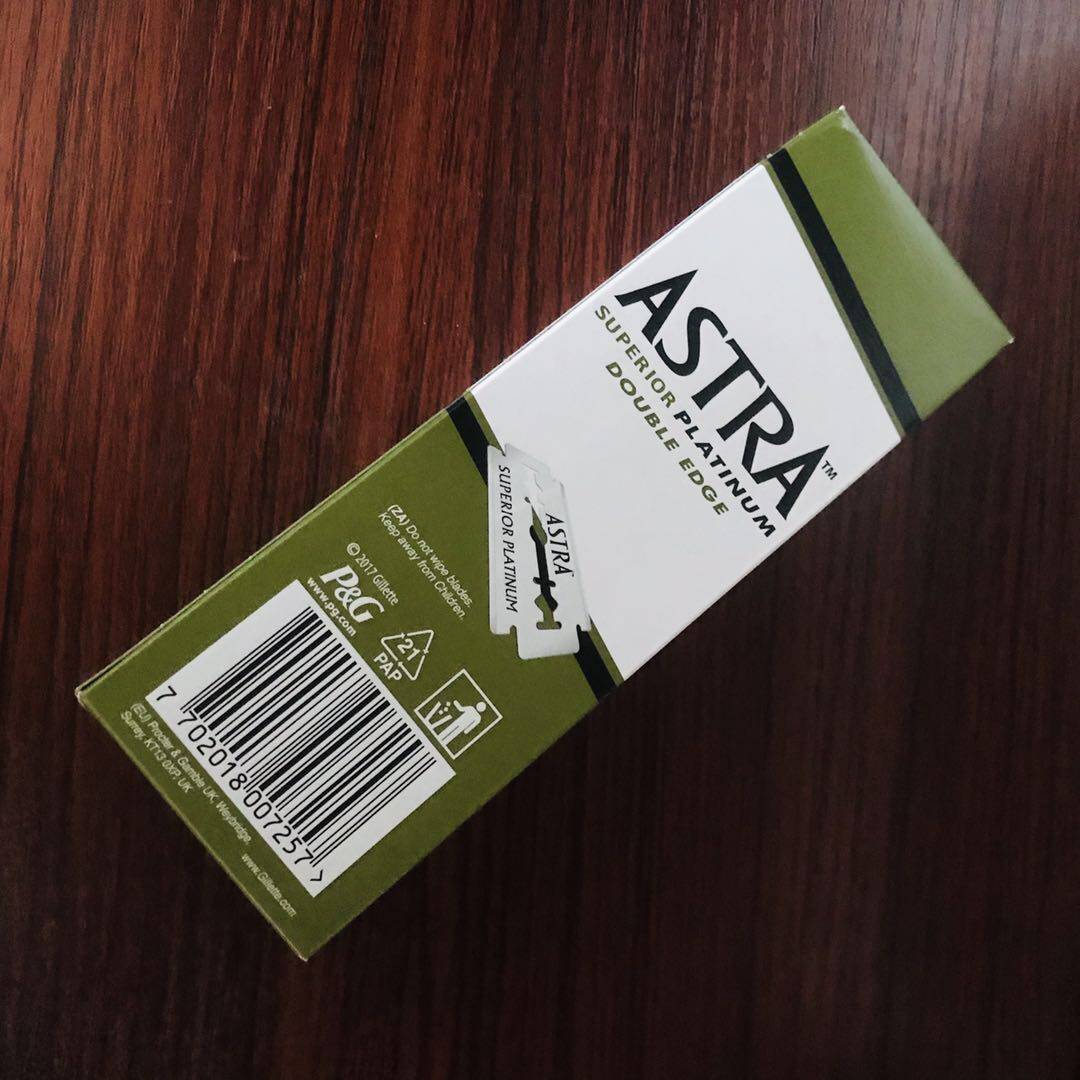 ASTRA™
SUPERIOR PLATINUM
DOUBLE EDGE
ASTRA
SUPERIOR PLATINUM
(ZA) Do not wipe blades.
Keep away from Children.
© 2017 Gillette
P&G
www.pg.com
21
PAP
7 702018 007257 >
(EU) Procter & Gamble UK, Weybridge,
Surrey, KT13 0XP, UK
www.Gillette.com